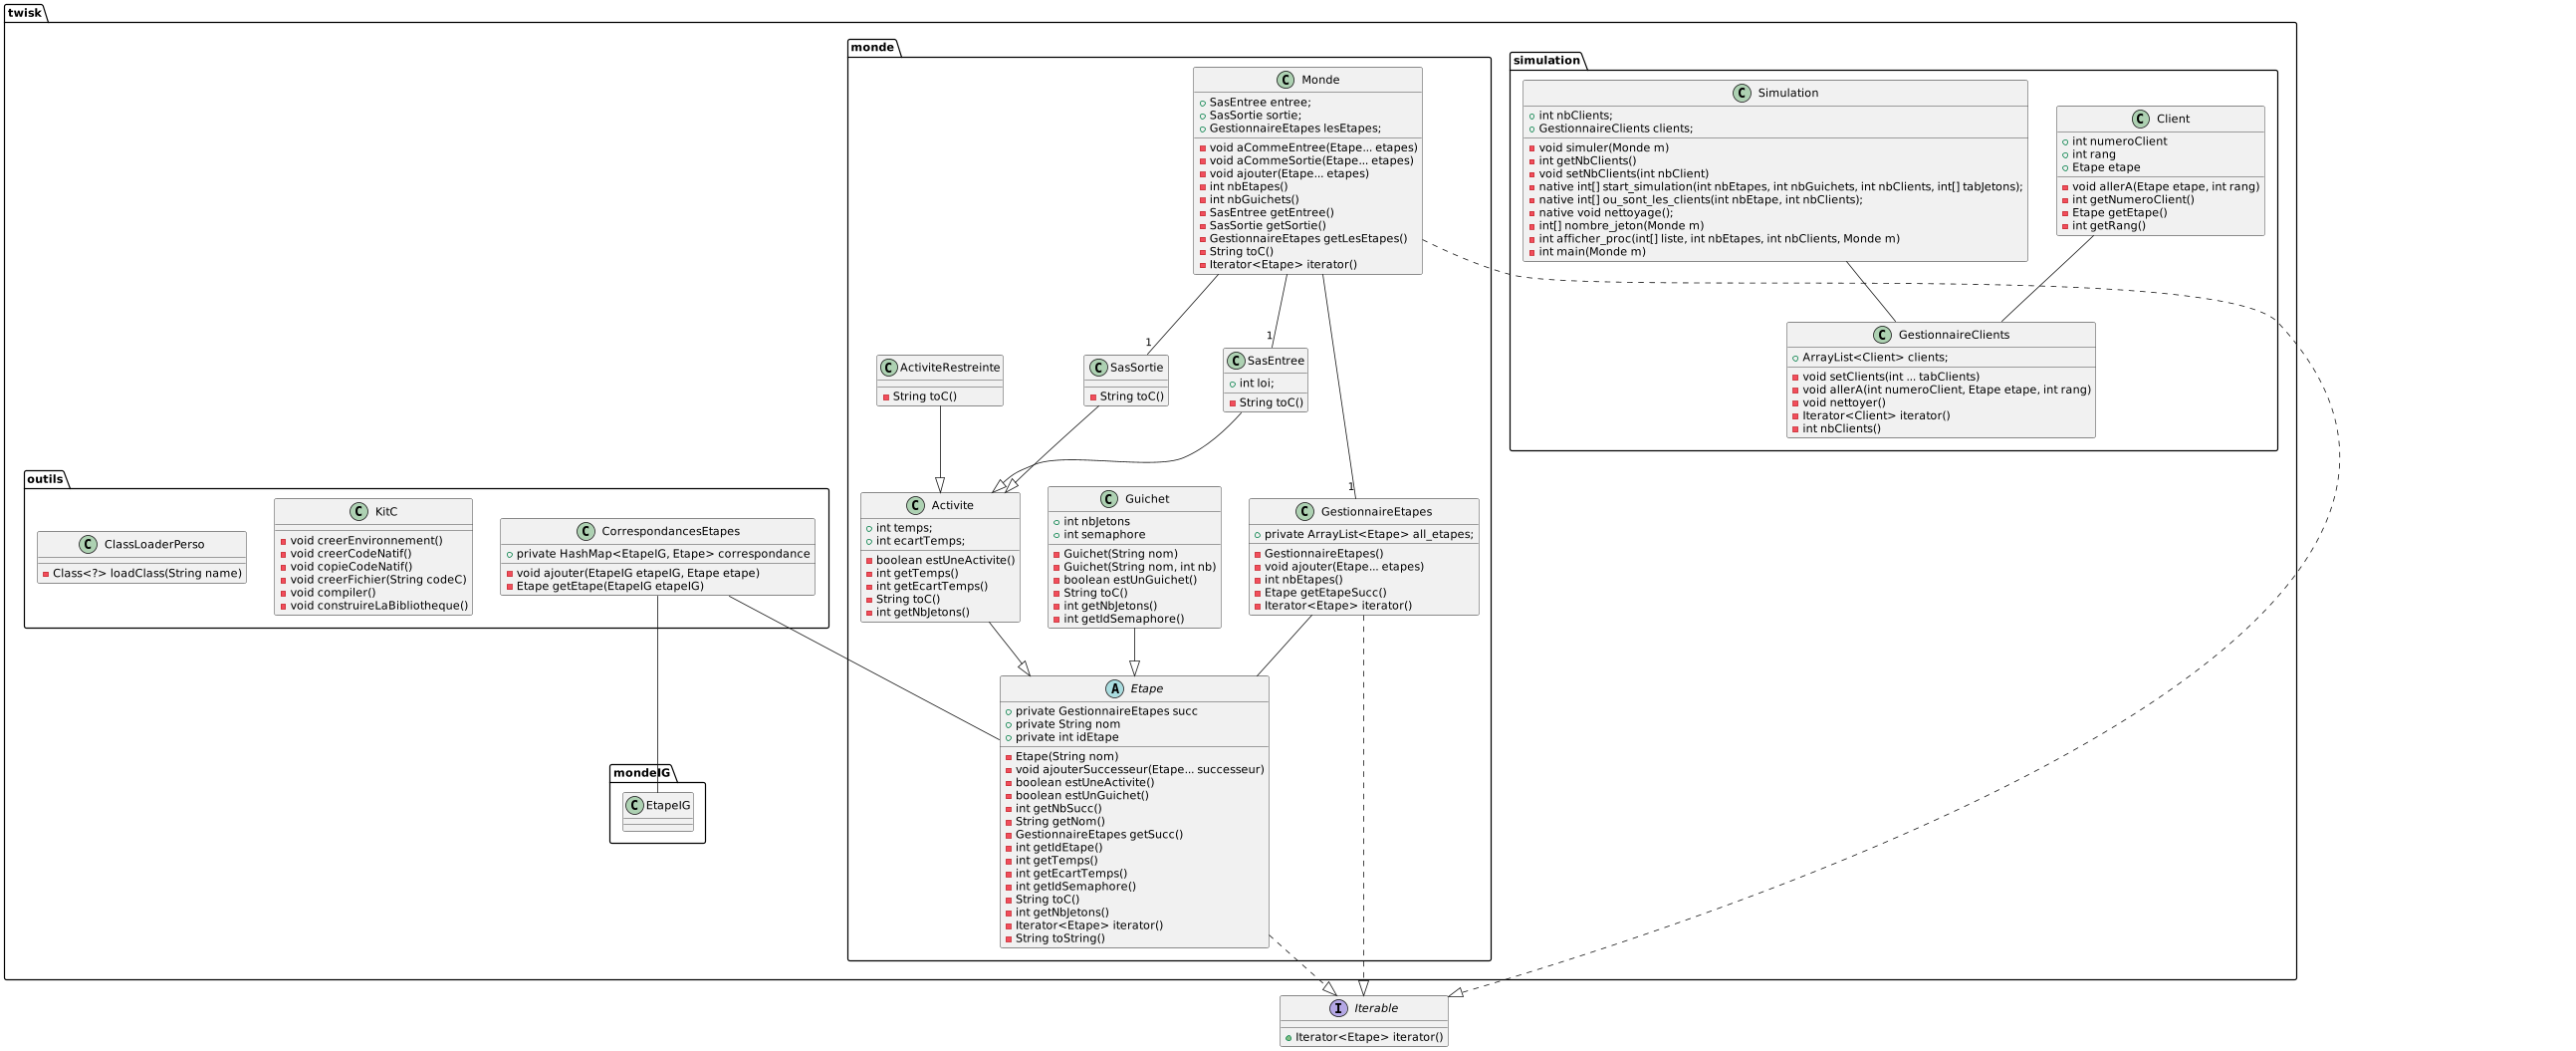 twisk
monde
Monde
SasEntree entree;
SasSortie sortie;
GestionnaireEtapes lesEtapes;
void aCommeEntree(Etape... etapes)
void aCommeSortie(Etape... etapes)
void ajouter(Etape... etapes)
int nbEtapes()
int nbGuichets()
SasEntree getEntree()
SasSortie getSortie()
GestionnaireEtapes getLesEtapes()
String toC()
Iterator<Etape> iterator()
simulation
Simulation
int nbClients;
GestionnaireClients clients;
void simuler(Monde m)
int getNbClients()
void setNbClients(int nbClient)
native int[] start_simulation(int nbEtapes, int nbGuichets, int nbClients, int[] tabJetons);
native int[] ou_sont_les_clients(int nbEtape, int nbClients);
native void nettoyage();
int[] nombre_jeton(Monde m)
int afficher_proc(int[] liste, int nbEtapes, int nbClients, Monde m)
int main(Monde m)
Client
int numeroClient
int rang
Etape etape
void allerA(Etape etape, int rang)
int getNumeroClient()
Etape getEtape()
int getRang()
GestionnaireClients
ArrayList<Client> clients;
void setClients(int ... tabClients)
void allerA(int numeroClient, Etape etape, int rang)
void nettoyer()
Iterator<Client> iterator()
int nbClients()
1
1
1
ActiviteRestreinte
String toC()
SasSortie
String toC()
SasEntree
int loi;
String toC()
outils
ClassLoaderPerso
Class<?> loadClass(String name)
KitC
void creerEnvironnement()
void creerCodeNatif()
void copieCodeNatif()
void creerFichier(String codeC)
void compiler()
void construireLaBibliotheque()
CorrespondancesEtapes
private HashMap<EtapeIG, Etape> correspondance
void ajouter(EtapeIG etapeIG, Etape etape)
Etape getEtape(EtapeIG etapeIG)
Activite
int temps;
int ecartTemps;
boolean estUneActivite()
int getTemps()
int getEcartTemps()
String toC()
int getNbJetons()
Guichet
int nbJetons
int semaphore
Guichet(String nom)
Guichet(String nom, int nb)
boolean estUnGuichet()
String toC()
int getNbJetons()
int getIdSemaphore()
GestionnaireEtapes
private ArrayList<Etape> all_etapes;
GestionnaireEtapes()
void ajouter(Etape... etapes)
int nbEtapes()
Etape getEtapeSucc()
Iterator<Etape> iterator()
Etape
private GestionnaireEtapes succ
private String nom
private int idEtape
Etape(String nom)
void ajouterSuccesseur(Etape... successeur)
boolean estUneActivite()
boolean estUnGuichet()
int getNbSucc()
String getNom()
GestionnaireEtapes getSucc()
int getIdEtape()
int getTemps()
int getEcartTemps()
int getIdSemaphore()
String toC()
int getNbJetons()
Iterator<Etape> iterator()
String toString()
mondeIG
EtapeIG
Iterable
Iterator<Etape> iterator()